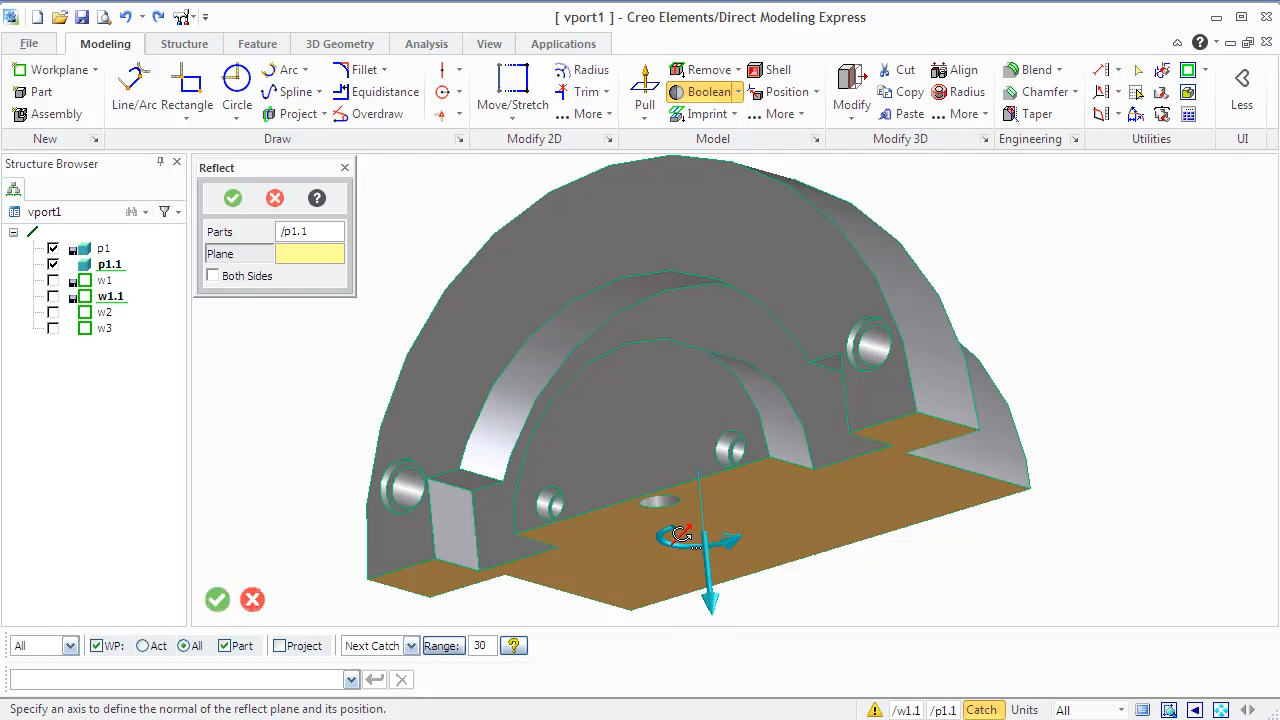 [ vport1 ] - Creo Elements/Direct Modeling Express
File Modeling Structure Feature 3D Geometry Analysis View Applications
Workplane Line/Arc Rectangle Circle Arc Fillet Move/Stretch Radius Pull Remove Shell Modify Cut Align Blend Less
Part Spline Equidistance Trim Boolean Position Copy Radius Chamfer
Assembly Project Overdraw More Imprint More Paste More Taper
New Draw Modify 2D Model Modify 3D Engineering Utilities UI
Structure Browser
vport1
p1
p1.1
w1
w1.1
w2
w3
Reflect
Parts /p1.1
Plane
Both Sides
All WP: Act All Part Project Next Catch Range: 30
Specify an axis to define the normal of the reflect plane and its position.
/w1.1 /p1.1 Catch Units All